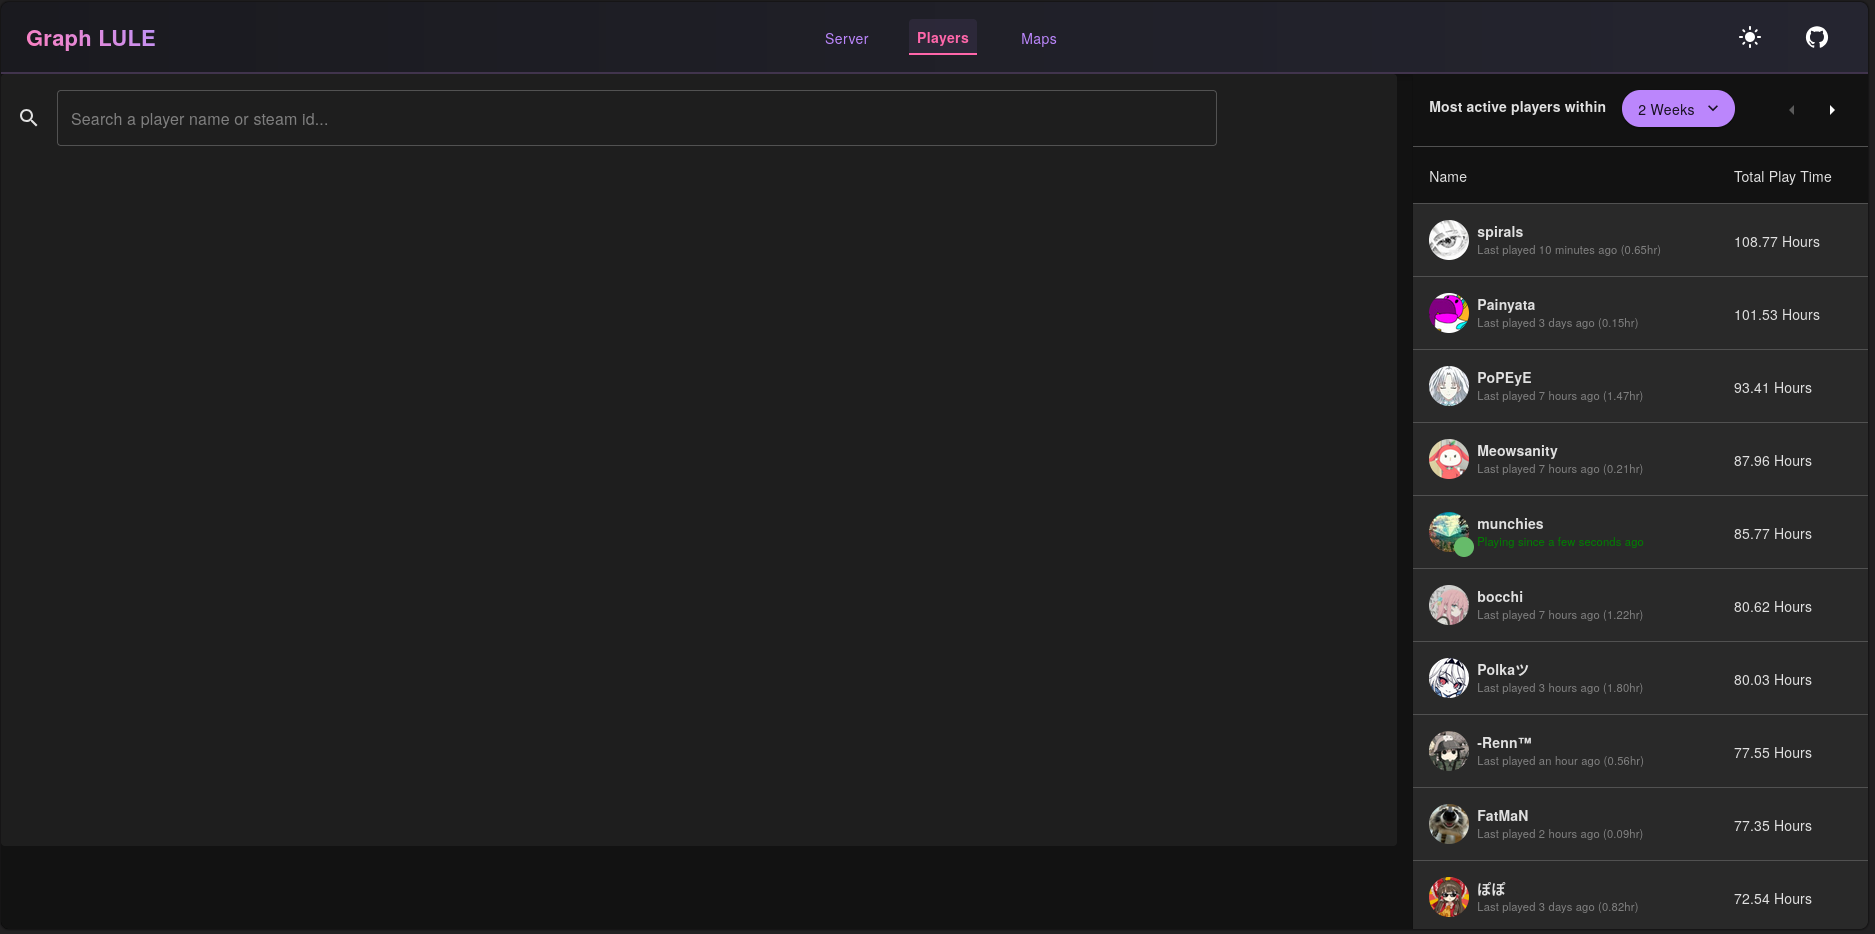 Graph LULE
Server
Players
Maps
Search a player name or steam id...
Most active players within
2 Weeks
Name
Total Play Time
spirals
Last played 10 minutes ago (0.65hr)
108.77 Hours
Painyata
Last played 3 days ago (0.15hr)
101.53 Hours
PoPEyE
Last played 7 hours ago (1.47hr)
93.41 Hours
Meowsanity
Last played 7 hours ago (0.21hr)
87.96 Hours
munchies
Playing since a few seconds ago
85.77 Hours
bocchi
Last played 7 hours ago (1.22hr)
80.62 Hours
Polkaツ
Last played 3 hours ago (1.80hr)
80.03 Hours
-Renn™
Last played an hour ago (0.56hr)
77.55 Hours
FatMaN
Last played 2 hours ago (0.09hr)
77.35 Hours
ぽぽ
Last played 3 days ago (0.82hr)
72.54 Hours